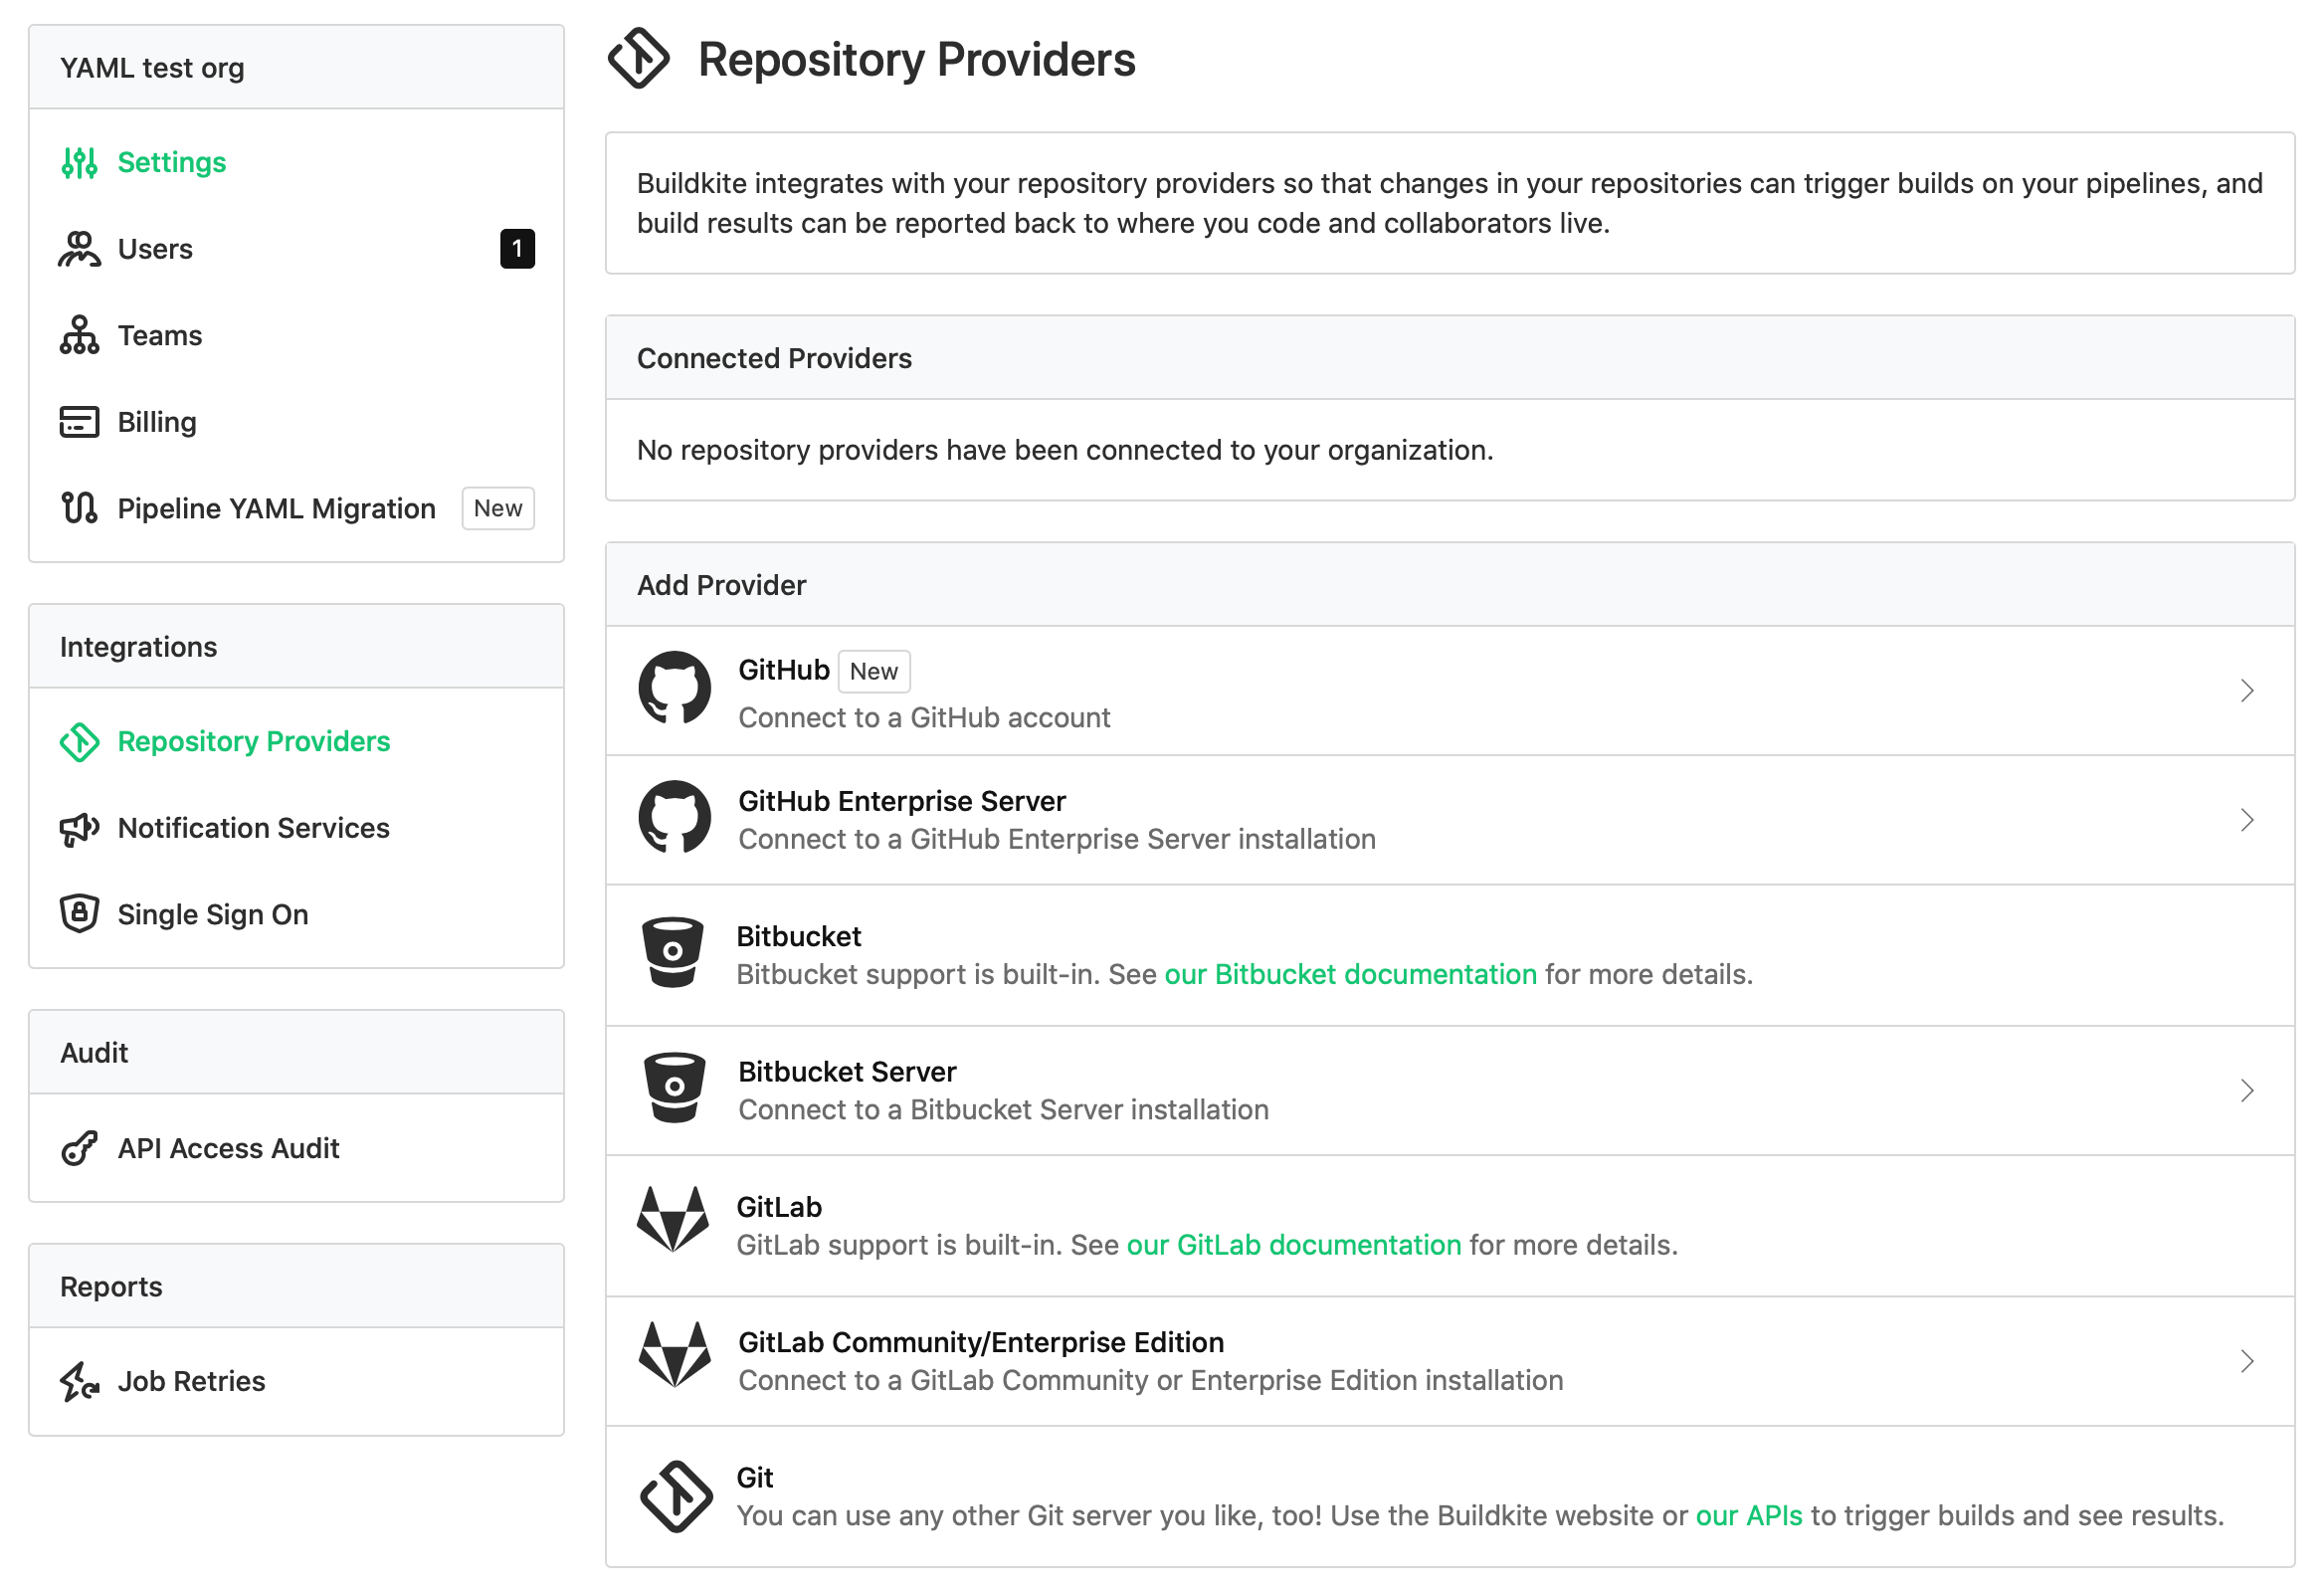 YAML test org
Settings
Users 1
Teams
Billing
Pipeline YAML Migration New
Integrations
Repository Providers
Notification Services
Single Sign On
Audit
API Access Audit
Reports
Job Retries
Repository Providers
Buildkite integrates with your repository providers so that changes in your repositories can trigger builds on your pipelines, and
build results can be reported back to where you code and collaborators live.
Connected Providers
No repository providers have been connected to your organization.
Add Provider
GitHub New
Connect to a GitHub account
GitHub Enterprise Server
Connect to a GitHub Enterprise Server installation
Bitbucket
Bitbucket support is built-in. See our Bitbucket documentation for more details.
Bitbucket Server
Connect to a Bitbucket Server installation
GitLab
GitLab support is built-in. See our GitLab documentation for more details.
GitLab Community/Enterprise Edition
Connect to a GitLab Community or Enterprise Edition installation
Git
You can use any other Git server you like, too! Use the Buildkite website or our APIs to trigger builds and see results.